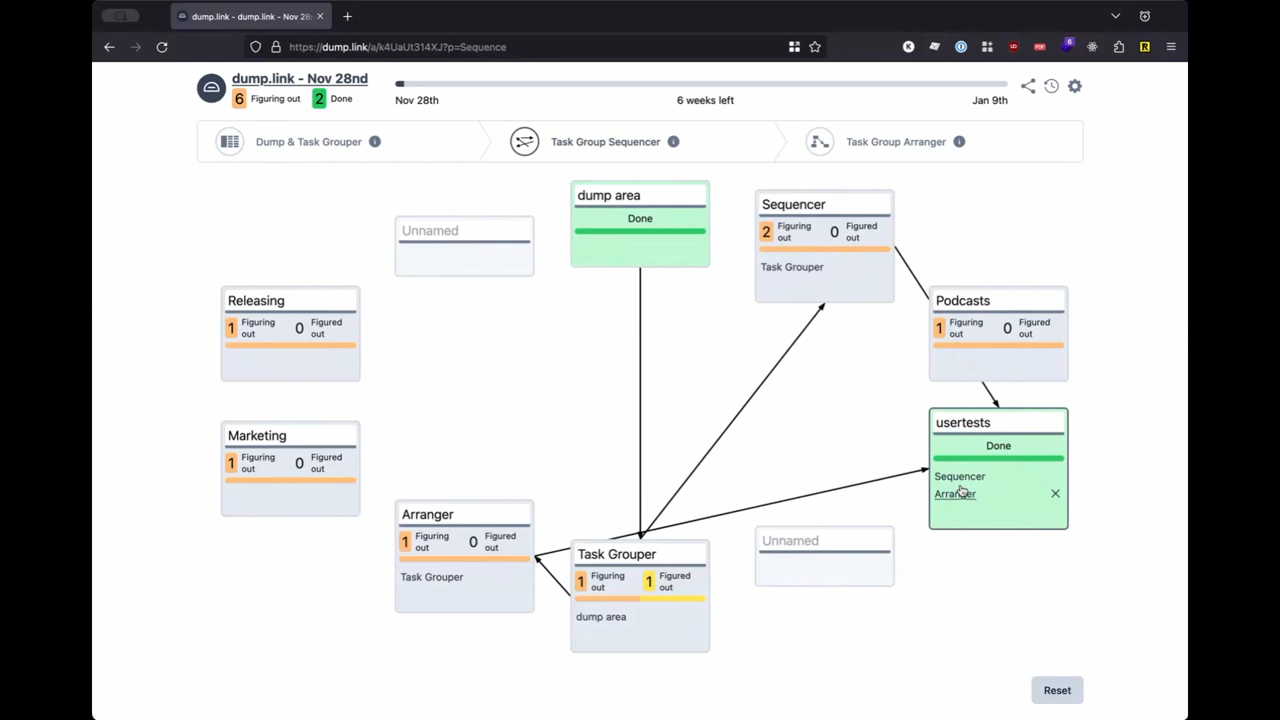 dump.link - dump.link - Nov 28
https://dump.link/a/k4UaUt314XJ?p=Sequence
dump.link - Nov 28nd
6 Figuring out 2 Done
Nov 28th 6 weeks left Jan 9th
Dump & Task Grouper
Task Group Sequencer
Task Group Arranger
Unnamed
dump area
Done
Sequencer
2 Figuring
out
0 Figured
out
Task Grouper
Releasing
1 Figuring
out
0 Figured
out
Podcasts
1 Figuring
out
0 Figured
out
Marketing
1 Figuring
out
0 Figured
out
usertests
Done
Sequencer
Arranger
Arranger
1 Figuring
out
0 Figured
out
Task Grouper
Task Grouper
1 Figuring
out
1 Figured
out
dump area
Unnamed
Reset